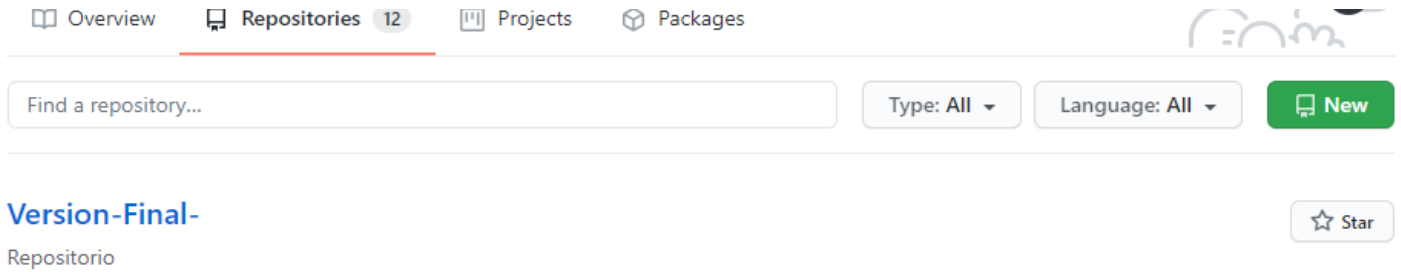 Overview Repositories 12 Projects Packages
Find a repository... Type: All Language: All New
Version-Final- Star
Repositorio